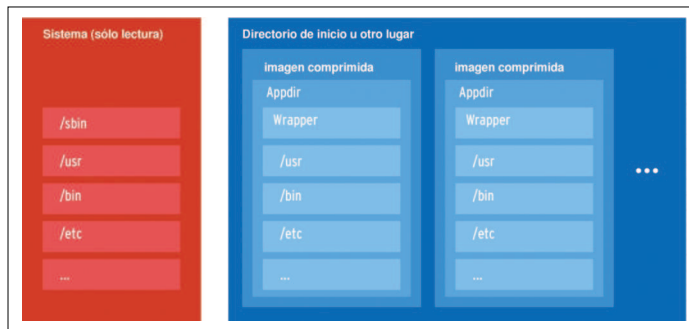 Sistema (sólo lectura)
/sbin
/usr
/bin
/etc
...
Directorio de inicio u otro lugar
imagen comprimida
Appdir
Wrapper
/usr
/bin
/etc
...
imagen comprimida
Appdir
Wrapper
/usr
/bin
/etc
...
...